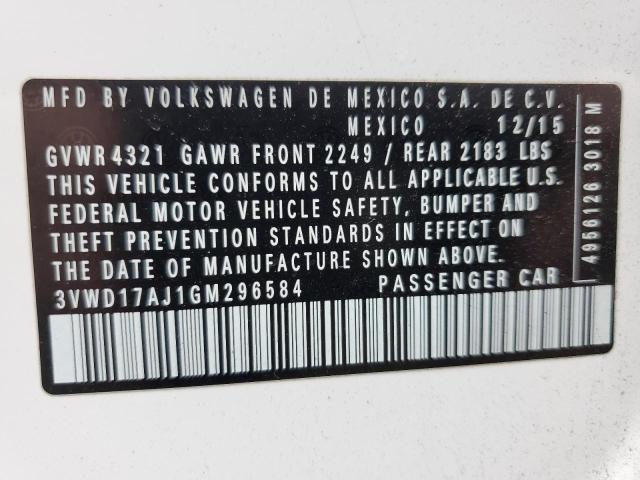 MFD BY VOLKSWAGEN DE MEXICO S.A. DE C.V.
MEXICO 12/15
GVWR 4321 GAWR FRONT 2249 / REAR 2183 LBS
THIS VEHICLE CONFORMS TO ALL APPLICABLE U.S.
FEDERAL MOTOR VEHICLE SAFETY, BUMPER AND
THEFT PREVENTION STANDARDS IN EFFECT ON
THE DATE OF MANUFACTURE SHOWN ABOVE.
3VWD17AJ1GM296584 PASSENGER CAR
4956126 3018 M